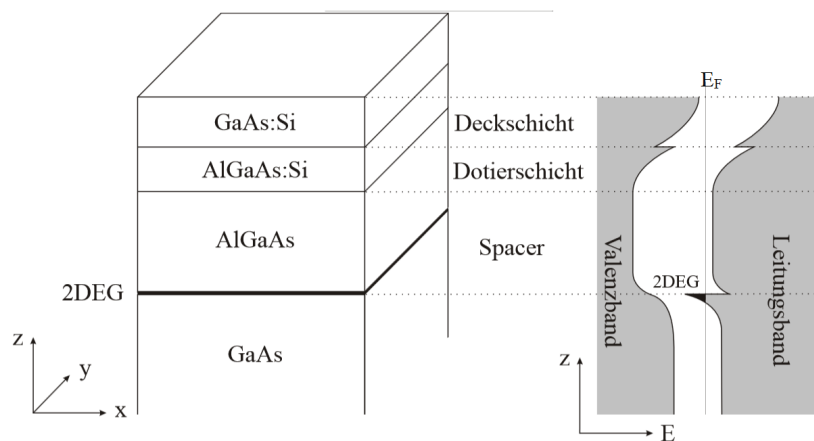 E_F
GaAs:Si
Deckschicht
AlGaAs:Si
Dotierschicht
AlGaAs
Spacer
2DEG
GaAs
z
y
x
Valenzband
2DEG
Leitungsband
z
E